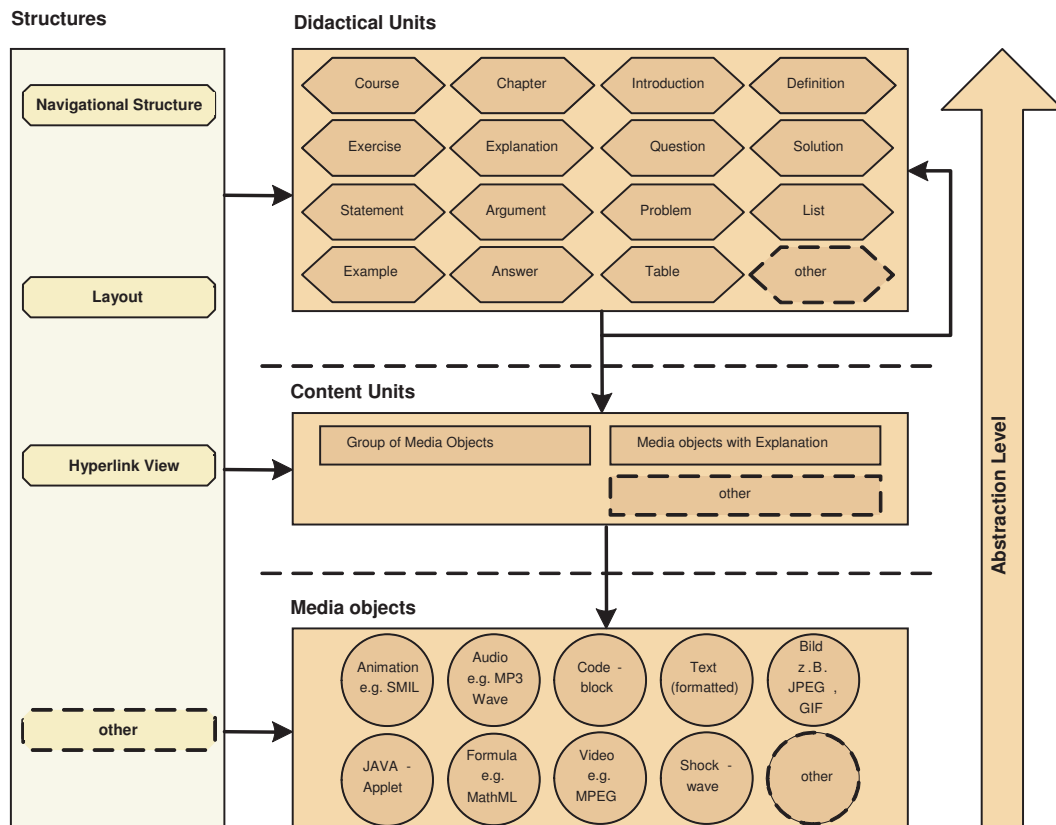 Structures
Didactical Units
Navigational Structure
Layout
Hyperlink View
other
Course
Chapter
Introduction
Definition
Exercise
Explanation
Question
Solution
Statement
Argument
Problem
List
Example
Answer
Table
other
Content Units
Group of Media Objects
Media objects with Explanation
other
Media objects
Animation
e.g. SMIL
Audio
e.g. MP3
Wave
Code -
block
Text
(formatted)
Bild
z.B.
JPEG ,
GIF
JAVA -
Applet
Formula
e.g.
MathML
Video
e.g.
MPEG
Shock -
wave
other
Abstraction Level